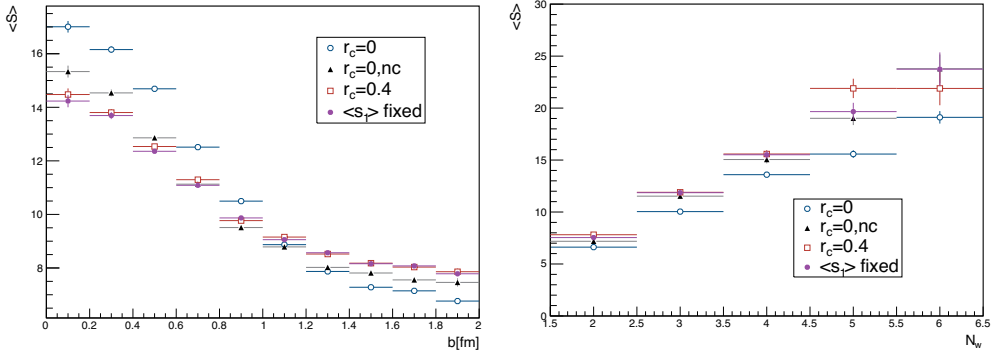 <S>
16
14
12
10
8
r_c=0
r_c=0,nc
r_c=0.4
<s_1> fixed
0 0.2 0.4 0.6 0.8 1 1.2 1.4 1.6 1.8 2
b[fm]
<S>
30
25
20
15
10
5
0
r_c=0
r_c=0,nc
r_c=0.4
<s_1> fixed
1.5 2 2.5 3 3.5 4 4.5 5 5.5 6 6.5
N_w